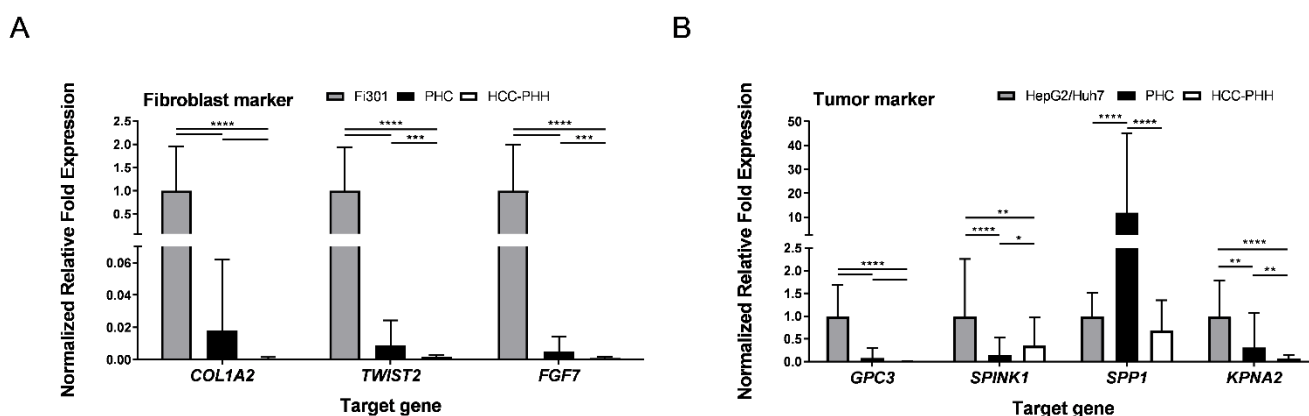 A
Fibroblast marker
Fi301 PHC HCC-PHH
Normalized Relative Fold Expression
2.5
2.0
1.5
1.0
0.5
0.06
0.04
0.02
0.00
**** **** ****
*** ***
COL1A2 TWIST2 FGF7
Target gene
B
Tumor marker
HepG2/Huh7 PHC HCC-PHH
Normalized Relative Fold Expression
50
40
30
20
10
2.5
2.0
1.5
1.0
0.5
0.0
****
**
****
*
**** ****
****
** **
GPC3 SPINK1 SPP1 KPNA2
Target gene